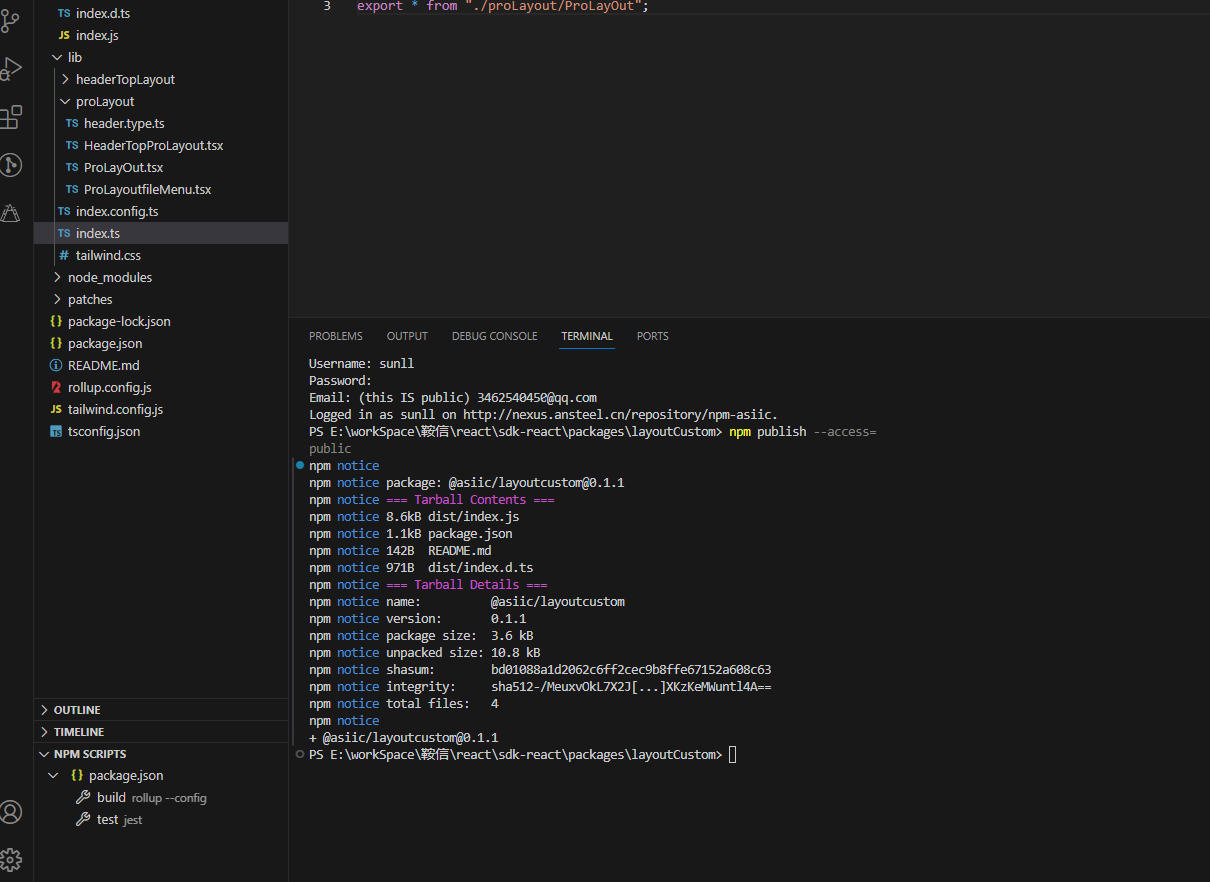 TS index.d.ts
JS index.js
lib
headerTopLayout
proLayout
TS header.type.ts
TS HeaderTopProLayout.tsx
TS ProLayOut.tsx
TS ProLayoutfileMenu.tsx
TS index.config.ts
TS index.ts
# tailwind.css
node_modules
patches
{} package-lock.json
{} package.json
README.md
rollup.config.js
JS tailwind.config.js
TS tsconfig.json
OUTLINE
TIMELINE
NPM SCRIPTS
{} package.json
build rollup --config
test jest
3 export * from "./proLayout/ProLayOut";
PROBLEMS OUTPUT DEBUG CONSOLE TERMINAL PORTS
Username: sunll
Password:
Email: (this IS public) 3462540450@qq.com
Logged in as sunll on http://nexus.ansteel.cn/repository/npm-asiic.
PS E:\workSpace\鞍信\react\sdk-react\packages\layoutCustom> npm publish --access=
public
npm notice
npm notice package: @asiic/layoutcustom@0.1.1
npm notice === Tarball Contents ===
npm notice 8.6kB dist/index.js
npm notice 1.1kB package.json
npm notice 142B README.md
npm notice 971B dist/index.d.ts
npm notice === Tarball Details ===
npm notice name: @asiic/layoutcustom
npm notice version: 0.1.1
npm notice package size: 3.6 kB
npm notice unpacked size: 10.8 kB
npm notice shasum: bd01088a1d2062c6ff2cec9b8ffe67152a608c63
npm notice integrity: sha512-/MeuxvOkL7X2J[...]XKzKeMWuntl4A==
npm notice total files: 4
npm notice
+ @asiic/layoutcustom@0.1.1
PS E:\workSpace\鞍信\react\sdk-react\packages\layoutCustom>